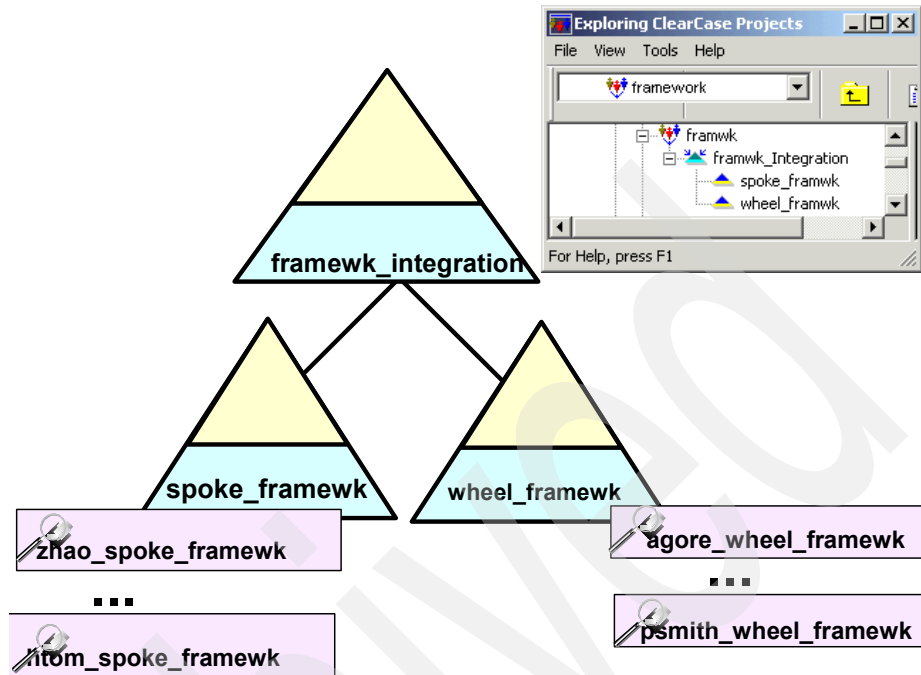 Exploring ClearCase Projects
File View Tools Help
framework
framwk
framwk_Integration
spoke_framwk
wheel_framwk
For Help, press F1
framewk_integration
spoke_framewk
wheel_framewk
zhao_spoke_framewk
agore_wheel_framewk
...
...
psmith_wheel_framewk
htom_spoke_framewk